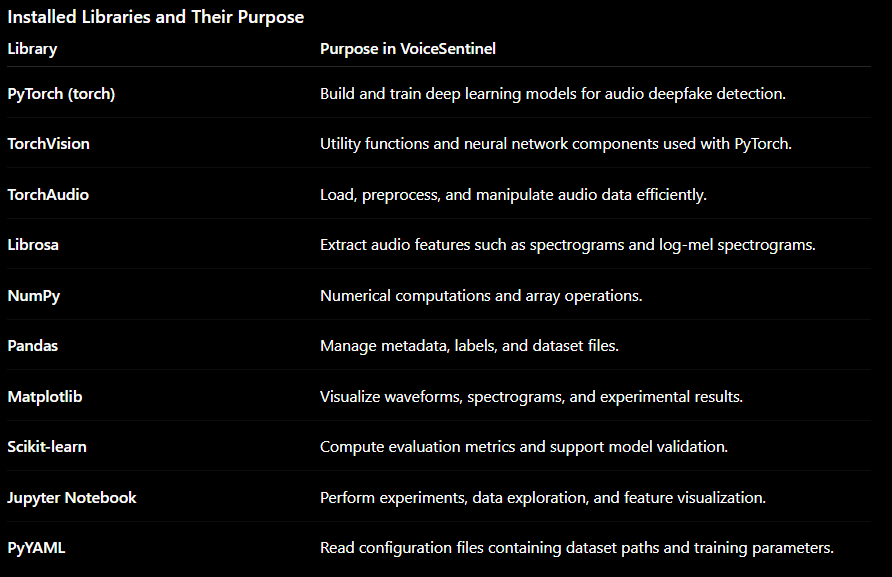 Installed Libraries and Their Purpose
Library Purpose in VoiceSentinel
PyTorch (torch) Build and train deep learning models for audio deepfake detection.
TorchVision Utility functions and neural network components used with PyTorch.
TorchAudio Load, preprocess, and manipulate audio data efficiently.
Librosa Extract audio features such as spectrograms and log-mel spectrograms.
NumPy Numerical computations and array operations.
Pandas Manage metadata, labels, and dataset files.
Matplotlib Visualize waveforms, spectrograms, and experimental results.
Scikit-learn Compute evaluation metrics and support model validation.
Jupyter Notebook Perform experiments, data exploration, and feature visualization.
PyYAML Read configuration files containing dataset paths and training parameters.